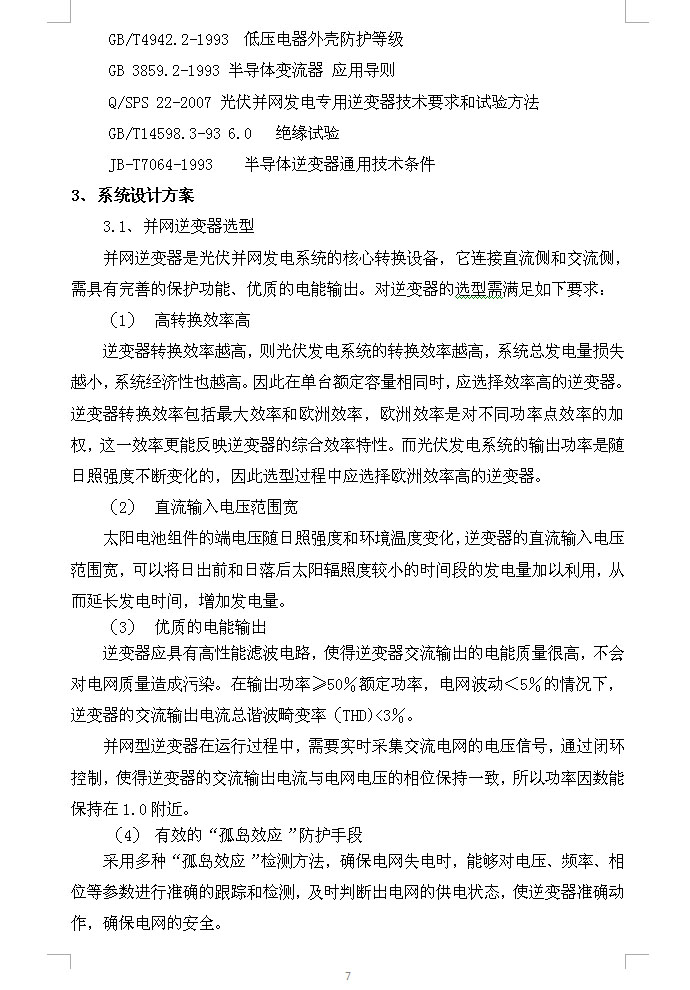 GB/T4942.2-1993 低压电器外壳防护等级
GB 3859.2-1993 半导体变流器 应用导则
Q/SPS 22-2007 光伏并网发电专用逆变器技术要求和试验方法
GB/T14598.3-93 6.0 绝缘试验
JB-T7064-1993 半导体逆变器通用技术条件
3、系统设计方案
3.1、并网逆变器选型
并网逆变器是光伏并网发电系统的核心转换设备，它连接直流侧和交流侧，
需具有完善的保护功能、优质的电能输出。对逆变器的选型需满足如下要求：
（1） 高转换效率高
逆变器转换效率越高，则光伏发电系统的转换效率越高，系统总发电量损失
越小，系统经济性也越高。因此在单台额定容量相同时，应选择效率高的逆变器。
逆变器转换效率包括最大效率和欧洲效率，欧洲效率是对不同功率点效率的加
权，这一效率更能反映逆变器的综合效率特性。而光伏发电系统的输出功率是随
日照强度不断变化的，因此选型过程中应选择欧洲效率高的逆变器。
（2） 直流输入电压范围宽
太阳电池组件的端电压随日照强度和环境温度变化，逆变器的直流输入电压
范围宽，可以将日出前和日落后太阳辐照度较小的时间段的发电量加以利用，从
而延长发电时间，增加发电量。
（3） 优质的电能输出
逆变器应具有高性能滤波电路，使得逆变器交流输出的电能质量很高，不会
对电网质量造成污染。在输出功率≥50％额定功率，电网波动＜5％的情况下，
逆变器的交流输出电流总谐波畸变率（THD)<3％。
并网型逆变器在运行过程中，需要实时采集交流电网的电压信号，通过闭环
控制，使得逆变器的交流输出电流与电网电压的相位保持一致，所以功率因数能
保持在1.0附近。
（4） 有效的“孤岛效应”防护手段
采用多种“孤岛效应”检测方法，确保电网失电时，能够对电压、频率、相
位等参数进行准确的跟踪和检测，及时判断出电网的供电状态，使逆变器准确动
作，确保电网的安全。
7